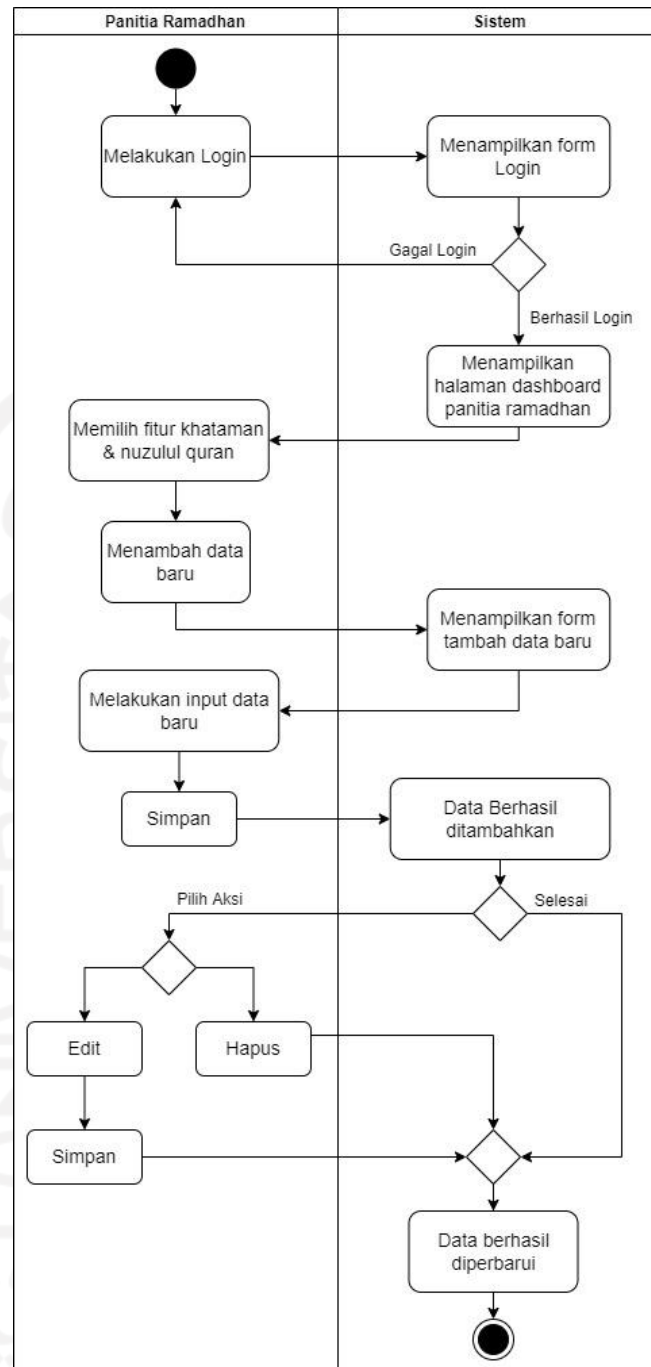 Panitia Ramadhan
Sistem
Melakukan Login
Menampilkan form
Login
Gagal Login
Berhasil Login
Menampilkan
halaman dashboard
panitia ramadhan
Memilih fitur khataman
& nuzulul quran
Menambah data
baru
Menampilkan form
tambah data baru
Melakukan input data
baru
Simpan
Data Berhasil
ditambahkan
Pilih Aksi
Selesai
Edit
Hapus
Simpan
Data berhasil
diperbarui